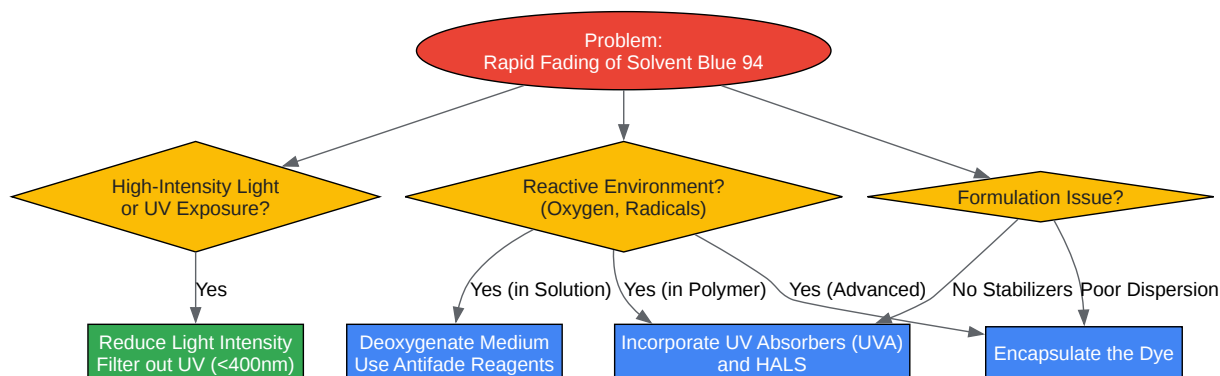 Problem:
Rapid Fading of Solvent Blue 94
High-Intensity Light
or UV Exposure?
Reactive Environment?
(Oxygen, Radicals)
Formulation Issue?
Yes
Yes (in Solution)
Yes (in Polymer)
Yes (Advanced)
No Stabilizers
Poor Dispersion
Reduce Light Intensity
Filter out UV (<400nm)
Deoxygenate Medium
Use Antifade Reagents
Incorporate UV Absorbers (UVA)
and HALS
Encapsulate the Dye